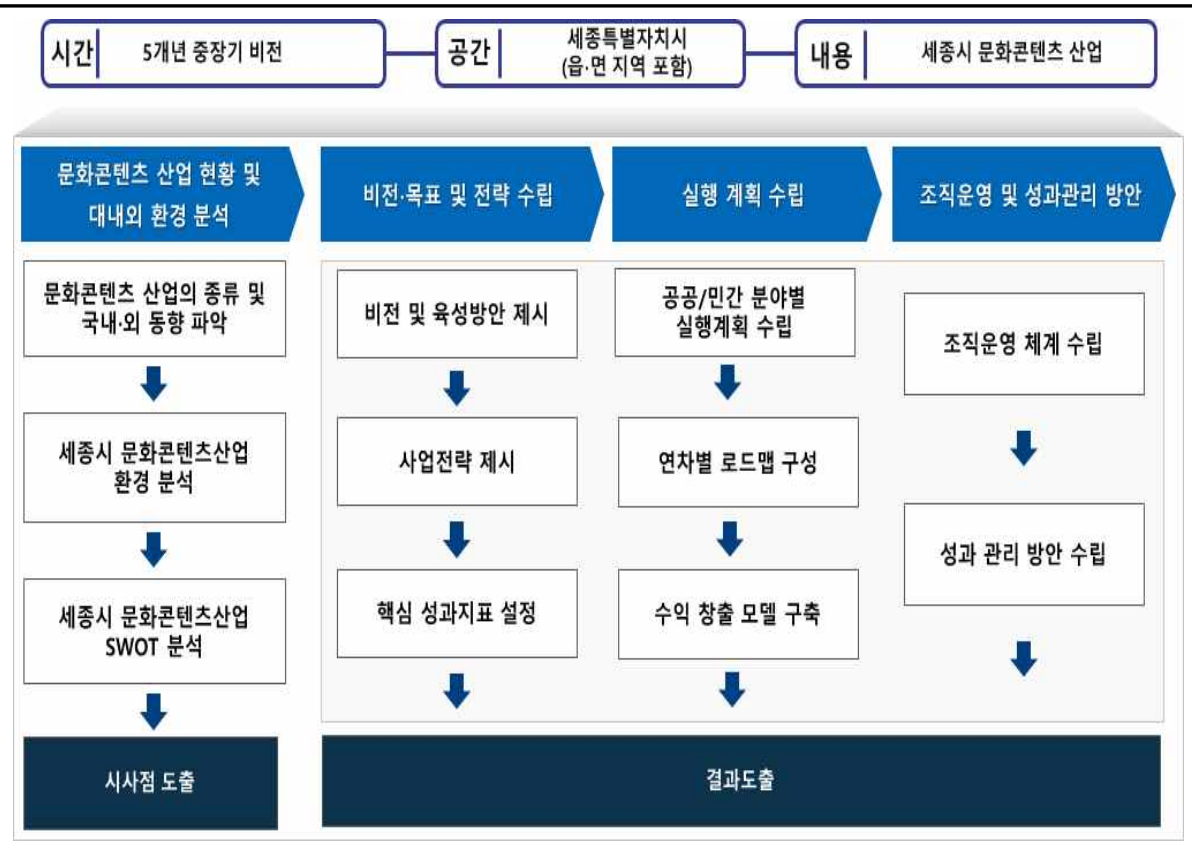 시간
5개년 중장기 비전
공간
세종특별자치시
(읍·면 지역 포함)
내용
세종시 문화콘텐츠 산업
문화콘텐츠 산업 현황 및
대내외 환경 분석
비전·목표 및 전략 수립
실행 계획 수립
조직운영 및 성과관리 방안
문화콘텐츠 산업의 종류 및
국내·외 동향 파악
세종시 문화콘텐츠산업
환경 분석
세종시 문화콘텐츠산업
SWOT 분석
시사점 도출
비전 및 육성방안 제시
사업전략 제시
핵심 성과지표 설정
공공/민간 분야별
실행계획 수립
연차별 로드맵 구성
수익 창출 모델 구축
조직운영 체계 수립
성과 관리 방안 수립
결과도출